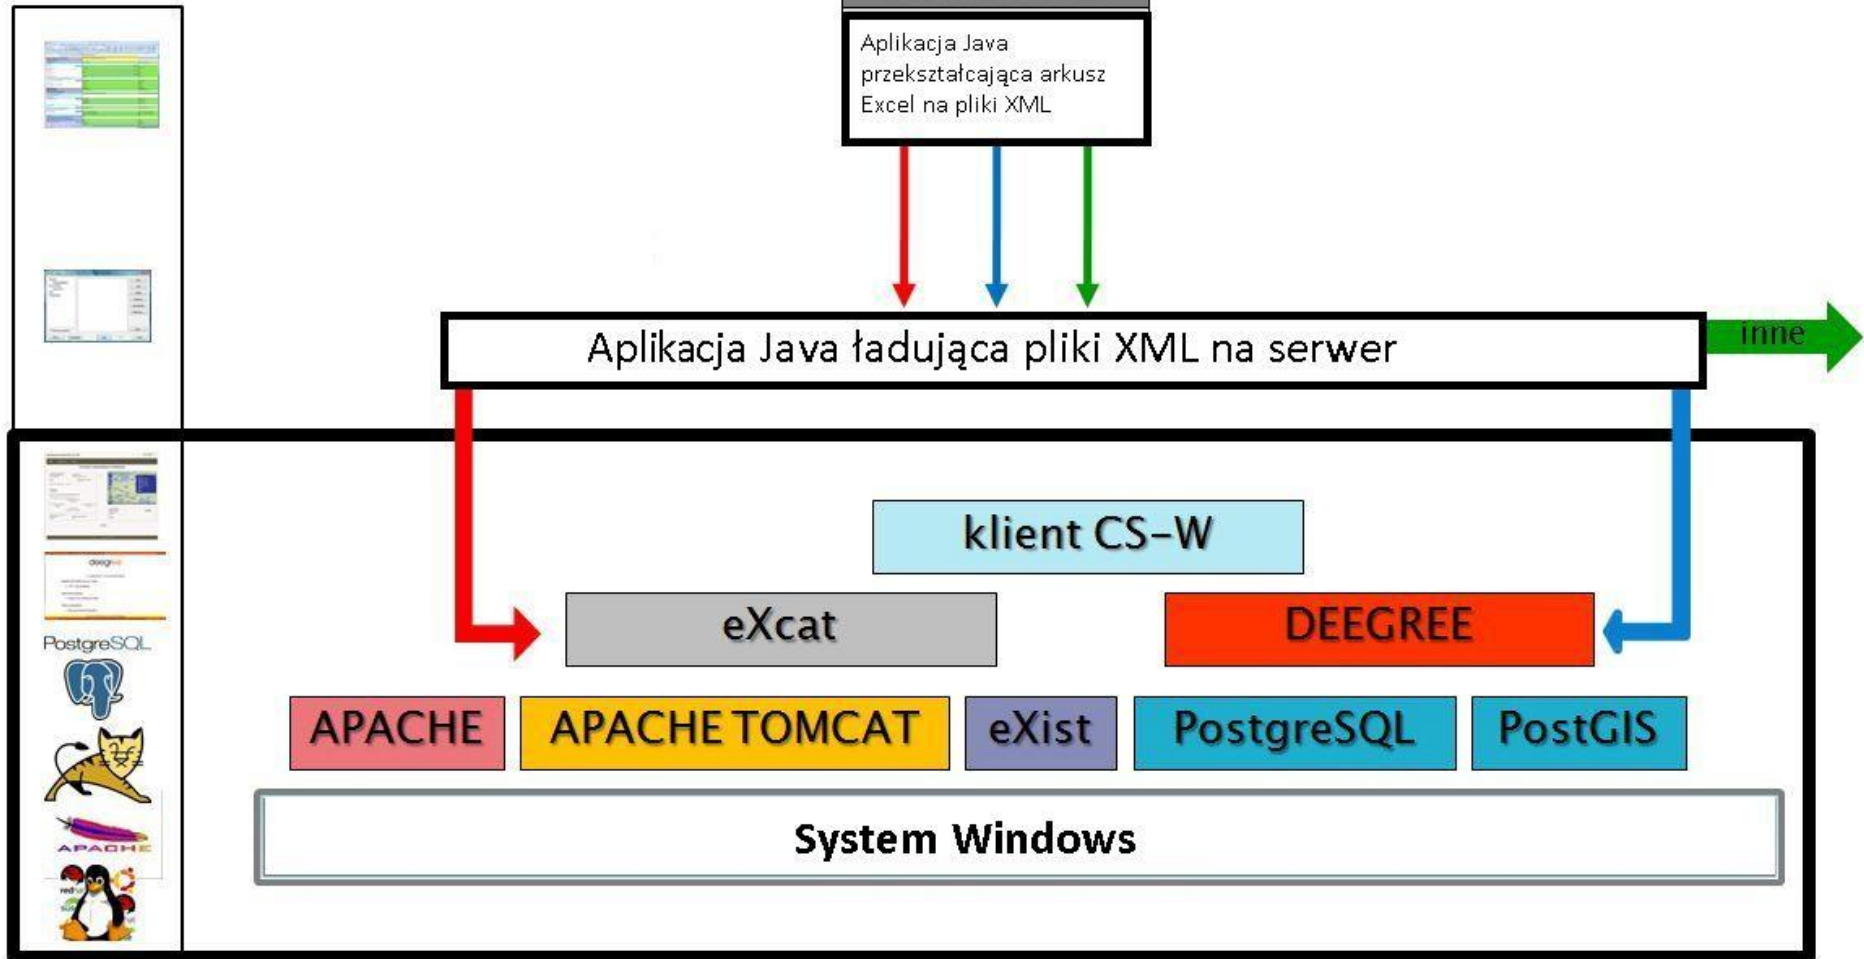 Aplikacja Java
przekształcająca arkusz
Excel na pliki XML
Aplikacja Java ładująca pliki XML na serwer
inne
klient CS-W
eXcat
DEEGREE
deegree
PostgreSQL
APACHE
APACHE TOMCAT
eXist
PostgreSQL
PostGIS
System Windows
APACHE